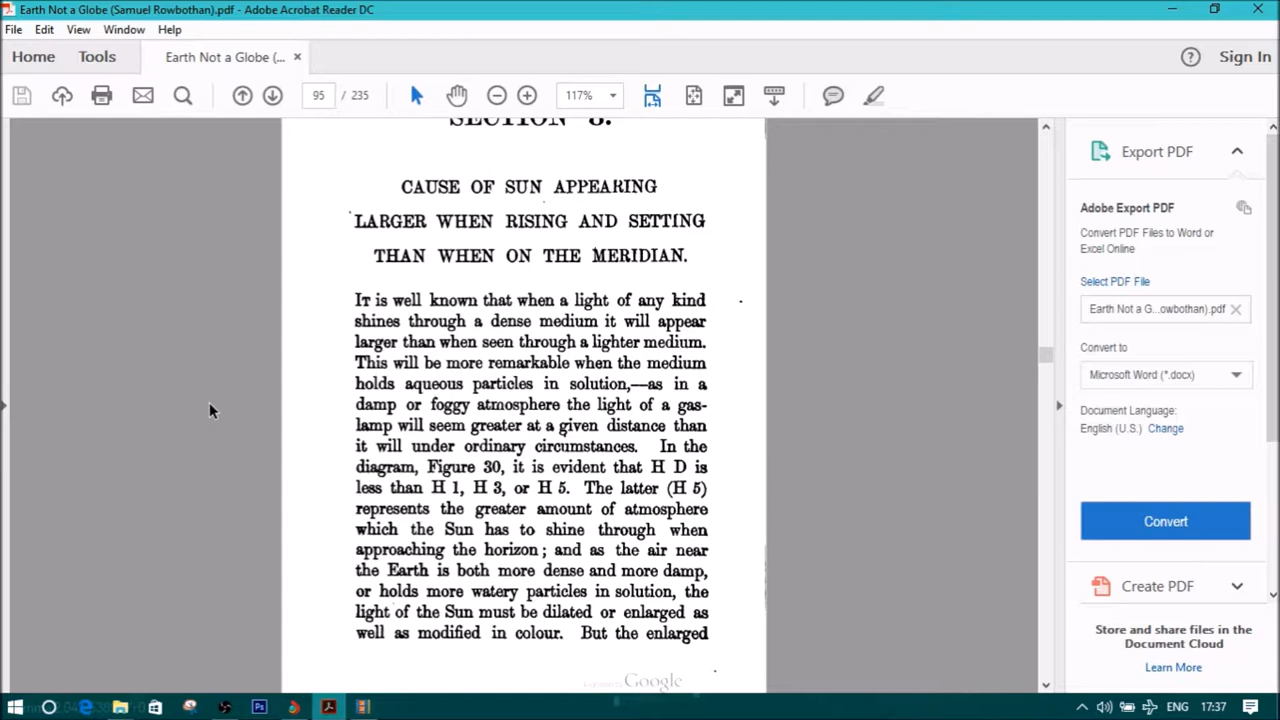 Earth Not a Globe (Samuel Rowbothan).pdf - Adobe Acrobat Reader DC
File Edit View Window Help
Home Tools Earth Not a Globe (... × Sign In
95 / 235 117%
SECTION 8.
CAUSE OF SUN APPEARING
LARGER WHEN RISING AND SETTING
THAN WHEN ON THE MERIDIAN.
IT is well known that when a light of any kind
shines through a dense medium it will appear
larger than when seen through a lighter medium.
This will be more remarkable when the medium
holds aqueous particles in solution,—as in a
damp or foggy atmosphere the light of a gas-
lamp will seem greater at a given distance than
it will under ordinary circumstances. In the
diagram, Figure 30, it is evident that H D is
less than H 1, H 3, or H 5. The latter (H 5)
represents the greater amount of atmosphere
which the Sun has to shine through when
approaching the horizon; and as the air near
the Earth is both more dense and more damp,
or holds more watery particles in solution, the
light of the Sun must be dilated or enlarged as
well as modified in colour. But the enlarged
Google
Export PDF
Adobe Export PDF
Convert PDF Files to Word or
Excel Online
Select PDF File
Earth Not a G...owbothan).pdf
Convert to
Microsoft Word (*.docx)
Document Language:
English (U.S.) Change
Convert
Create PDF
Store and share files in the
Document Cloud
Learn More
ENG 17:37